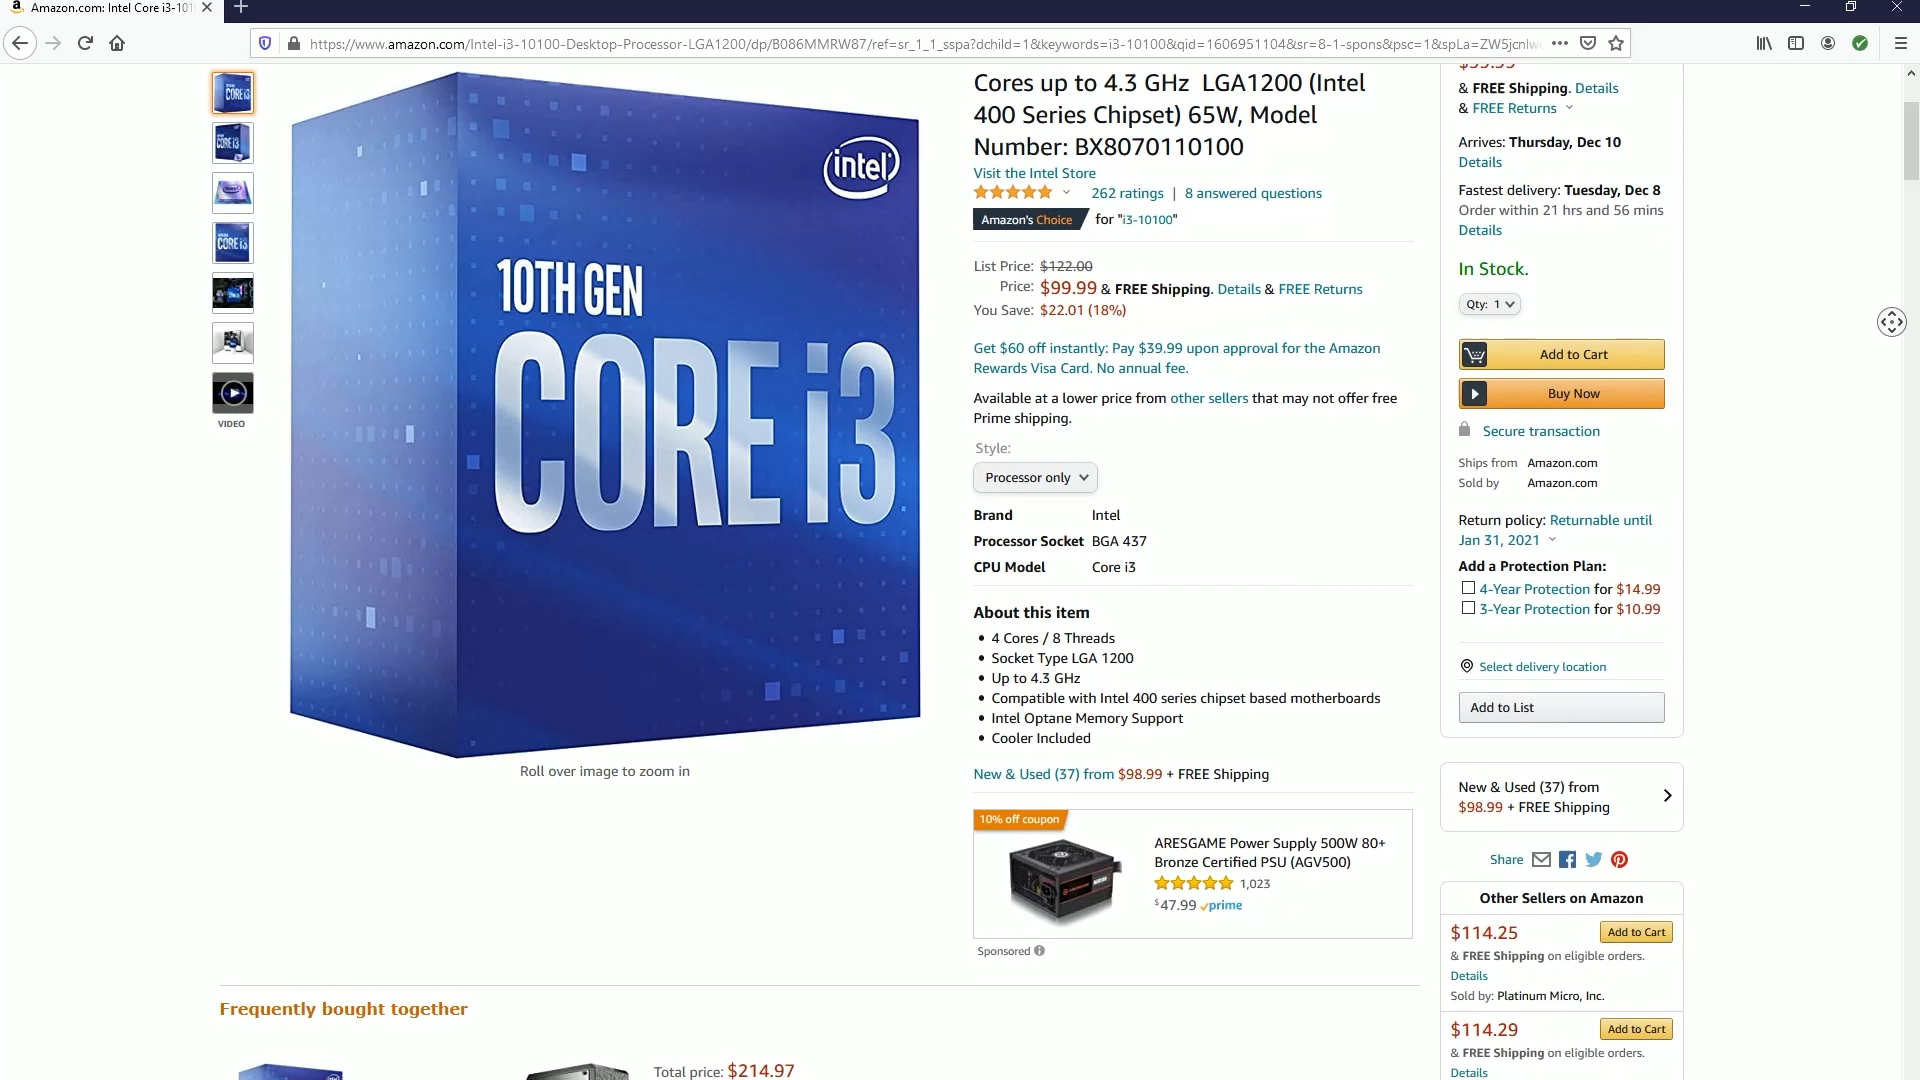 Amazon.com: Intel Core i3-101
https://www.amazon.com/Intel-i3-10100-Desktop-Processor-LGA1200/dp/B086MMRW87/ref=sr_1_1_sspa?dchild=1&keywords=i3-10100&qid=1606951104&sr=8-1-spons&psc=1&spLa=ZW5jcnlw
VIDEO
intel
10TH GEN
CORE i3
Roll over image to zoom in
Cores up to 4.3 GHz LGA1200 (Intel
400 Series Chipset) 65W, Model
Number: BX8070110100
Visit the Intel Store
262 ratings | 8 answered questions
Amazon's Choice for "i3-10100"
List Price: $122.00
Price: $99.99 & FREE Shipping. Details & FREE Returns
You Save: $22.01 (18%)
Get $60 off instantly: Pay $39.99 upon approval for the Amazon
Rewards Visa Card. No annual fee.
Available at a lower price from other sellers that may not offer free
Prime shipping.
Style:
Processor only
Brand Intel
Processor Socket BGA 437
CPU Model Core i3
About this item
• 4 Cores / 8 Threads
• Socket Type LGA 1200
• Up to 4.3 GHz
• Compatible with Intel 400 series chipset based motherboards
• Intel Optane Memory Support
• Cooler Included
New & Used (37) from $98.99 + FREE Shipping
10% off coupon
ARESGAME Power Supply 500W 80+
Bronze Certified PSU (AGV500)
1,023
$47.99 prime
Sponsored
& FREE Shipping. Details
& FREE Returns
Arrives: Thursday, Dec 10
Details
Fastest delivery: Tuesday, Dec 8
Order within 21 hrs and 56 mins
Details
In Stock.
Qty: 1
Add to Cart
Buy Now
Secure transaction
Ships from Amazon.com
Sold by Amazon.com
Return policy: Returnable until
Jan 31, 2021
Add a Protection Plan:
4-Year Protection for $14.99
3-Year Protection for $10.99
Select delivery location
Add to List
New & Used (37) from
$98.99 + FREE Shipping
Share
Other Sellers on Amazon
$114.25 Add to Cart
& FREE Shipping on eligible orders.
Details
Sold by: Platinum Micro, Inc.
$114.29 Add to Cart
& FREE Shipping on eligible orders.
Details
Frequently bought together
Total price: $214.97